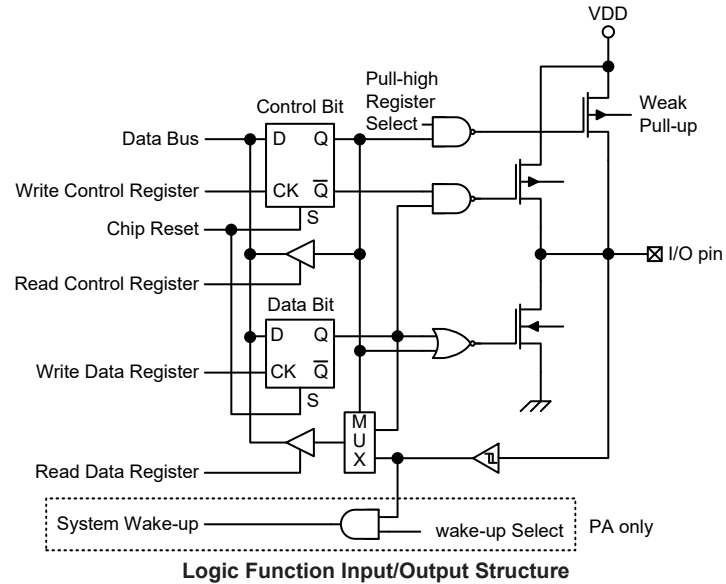 VDD
Pull-high
Register
Select
Control Bit
Weak
Pull-up
Data Bus
D
Q
Write Control Register
CK
Q
Chip Reset
S
I/O pin
Read Control Register
Data Bit
D
Q
Write Data Register
CK
Q
S
M
U
X
Read Data Register
System Wake-up
wake-up Select
PA only
Logic Function Input/Output Structure